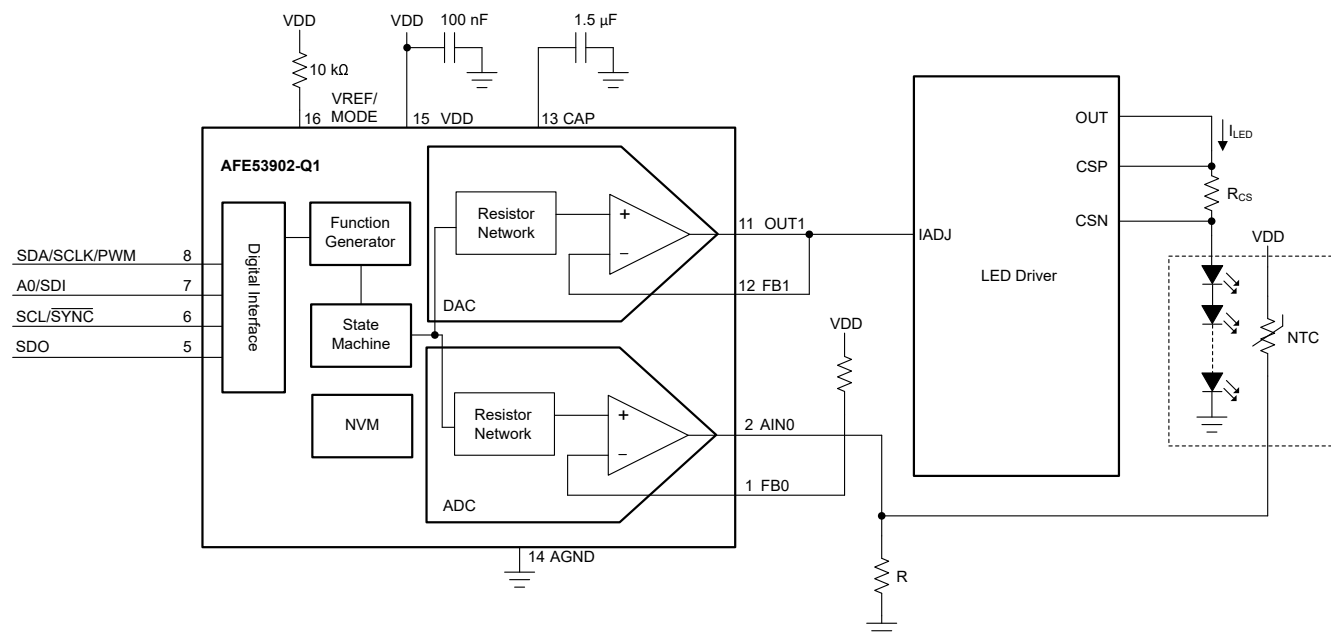 VDD
VDD
100 nF
1.5 µF
10 kΩ
VREF/
MODE
16
15 VDD
13 CAP
AFE53902-Q1
Digital Interface
Function
Generator
State
Machine
NVM
Resistor
Network
+
−
DAC
11 OUT1
12 FB1
Resistor
Network
+
−
ADC
2 AIN0
1 FB0
VDD
SDA/SCLK/PWM 8
A0/SDI 7
SCL/SYNC 6
SDO 5
14 AGND
R
IADJ
LED Driver
OUT
CSP
CSN
ILED
RCS
VDD
NTC